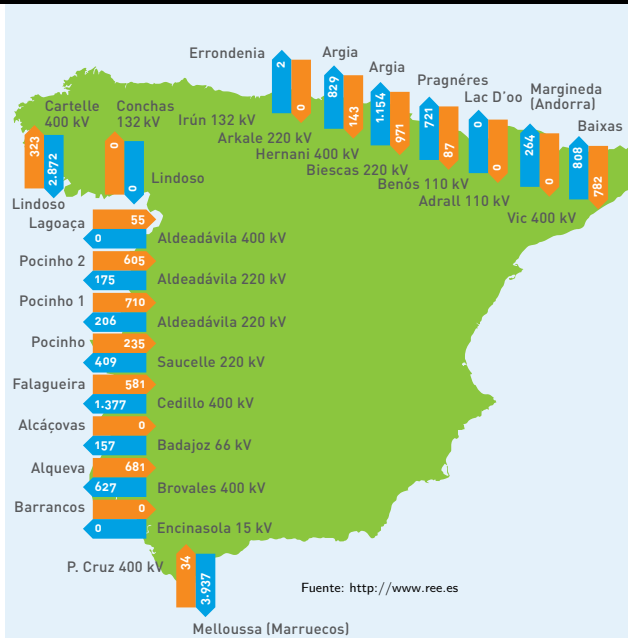 Errondenia
2
0
Irún 132 kV
Argia
829
143
Arkale 220 kV
Argia
1.154
971
Hernani 400 kV
Pragnéres
721
87
Biescas 220 kV
Lac D'oo
0
0
Benós 110 kV
Margineda
(Andorra)
264
0
Adrall 110 kV
Baixas
808
782
Vic 400 kV
Cartelle
400 kV
323
2.872
Lindoso
Conchas
132 kV
0
0
Lindoso
Lagoaça
55
0
Aldeadávila 400 kV
Pocinho 2
605
175
Aldeadávila 220 kV
Pocinho 1
710
206
Aldeadávila 220 kV
Pocinho
235
409
Saucelle 220 kV
Falagueira
581
1.377
Cedillo 400 kV
Alcáçovas
0
157
Badajoz 66 kV
Alqueva
681
627
Brovales 400 kV
Barrancos
0
0
Encinasola 15 kV
P. Cruz 400 kV
34
3.937
Melloussa (Marruecos)
Fuente: http://www.ree.es